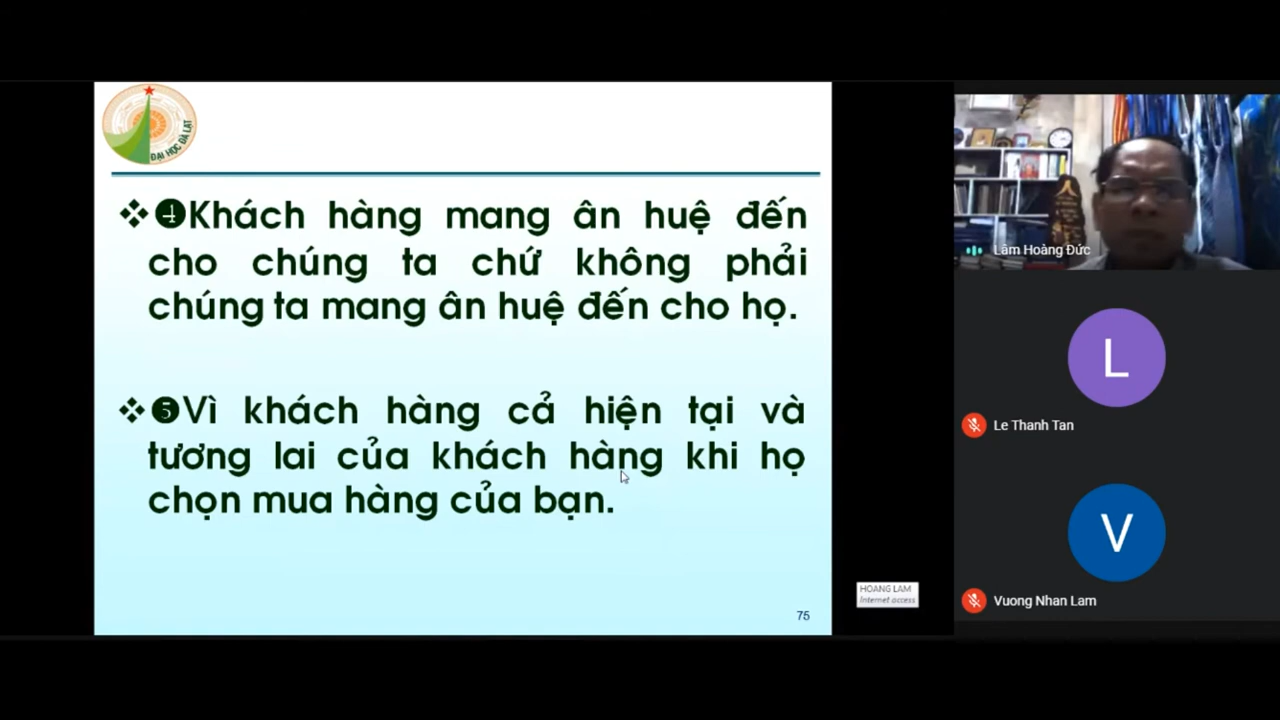 ĐẠI HỌC ĐÀ LẠT
❖❹Khách hàng mang ân huệ đến
cho chúng ta chứ không phải
chúng ta mang ân huệ đến cho họ.
❖❺Vì khách hàng cả hiện tại và
tương lai của khách hàng khi họ
chọn mua hàng của bạn.
75
HOANG LAM
Internet access
Lâm Hoàng Đức
L
Le Thanh Tan
V
Vuong Nhan Lam